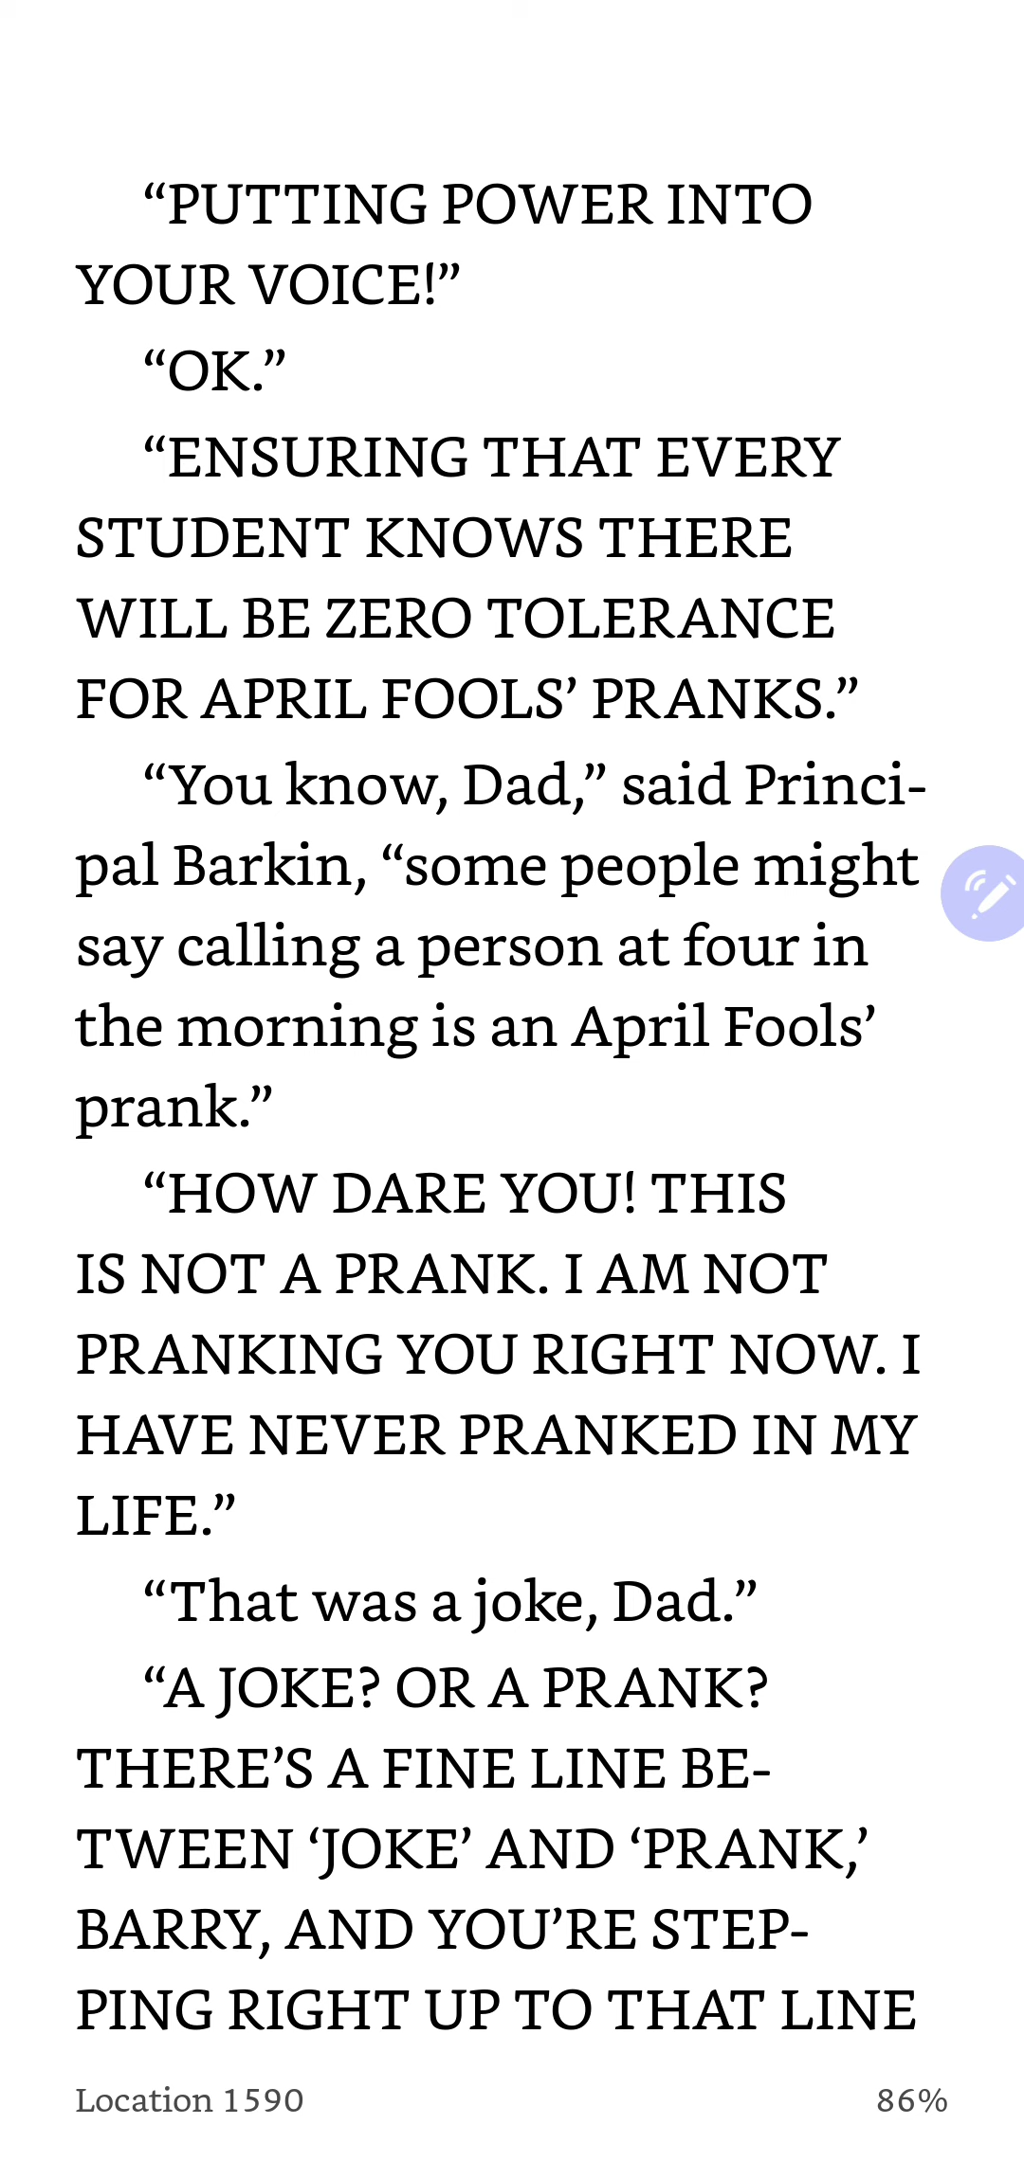 “PUTTING POWER INTO
YOUR VOICE!”
“OK.”
“ENSURING THAT EVERY
STUDENT KNOWS THERE
WILL BE ZERO TOLERANCE
FOR APRIL FOOLS’ PRANKS.”
“You know, Dad,” said Princi-
pal Barkin, “some people might
say calling a person at four in
the morning is an April Fools’
prank.”
“HOW DARE YOU! THIS
IS NOT A PRANK. I AM NOT
PRANKING YOU RIGHT NOW. I
HAVE NEVER PRANKED IN MY
LIFE.”
“That was a joke, Dad.”
“A JOKE? OR A PRANK?
THERE’S A FINE LINE BE-
TWEEN ‘JOKE’ AND ‘PRANK,’
BARRY, AND YOU’RE STEP-
PING RIGHT UP TO THAT LINE
Location 1590 86%